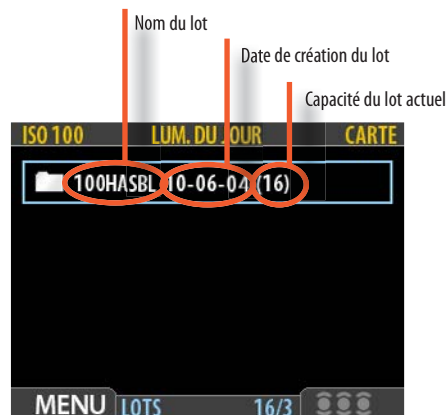 Nom du lot
Date de création du lot
Capacité du lot actuel
ISO 100 LUM. DU JOUR CARTE
100HASBL 10-06-04 (16)
MENU LOTS 16/3